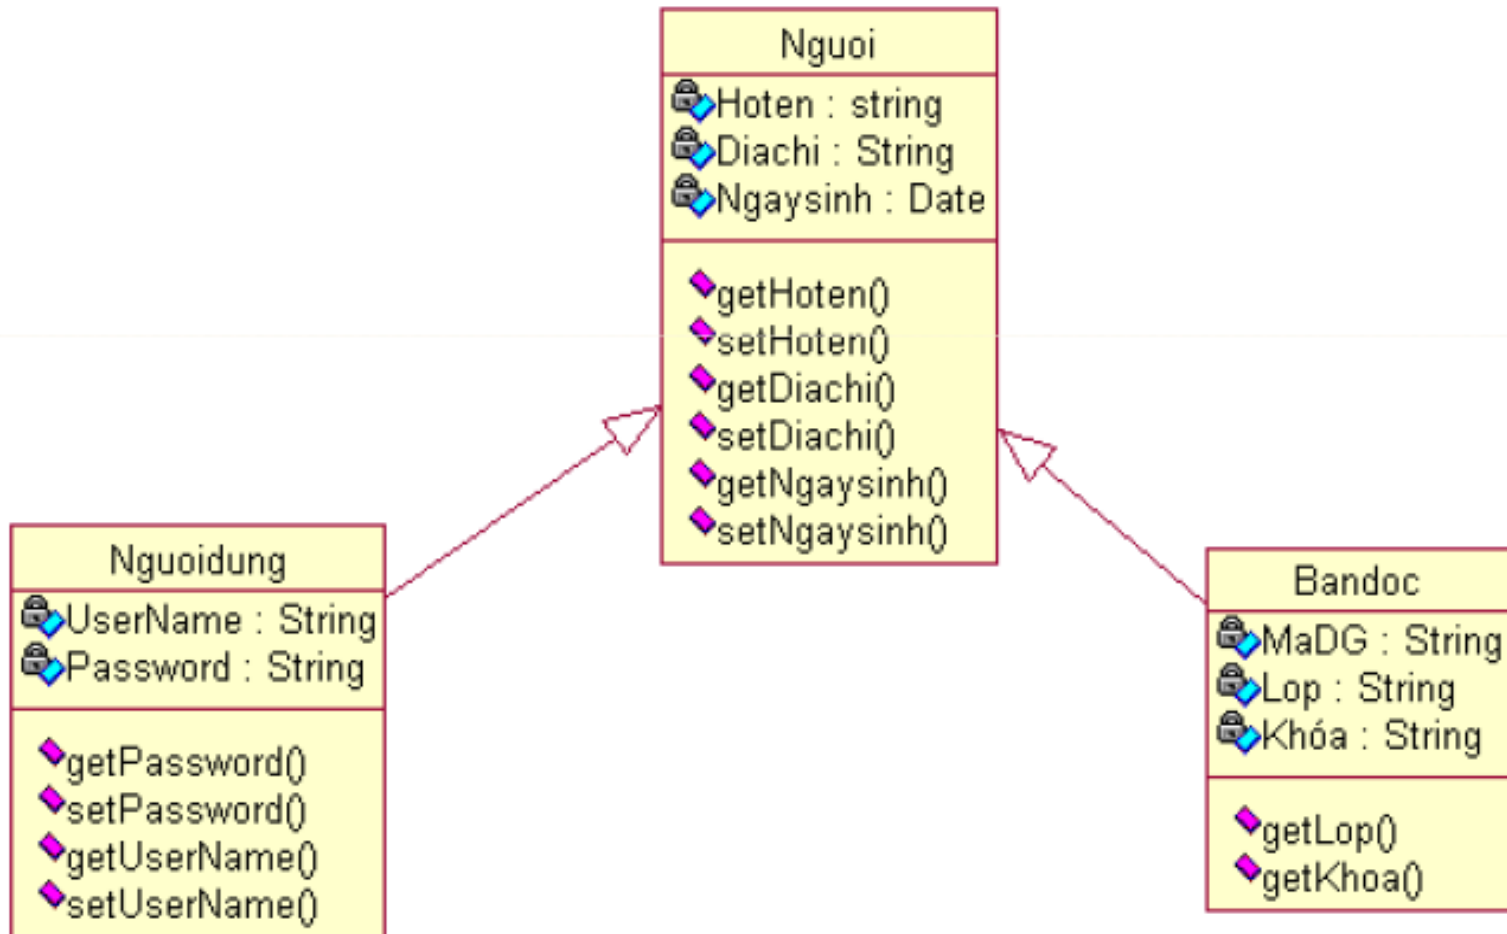 Nguoi
Hoten : string
Diachi : String
Ngaysinh : Date
getHoten()
setHoten()
getDiachi()
setDiachi()
getNgaysinh()
setNgaysinh()
Nguoidung
UserName : String
Password : String
getPassword()
setPassword()
getUserName()
setUserName()
Bandoc
MaDG : String
Lop : String
Khóa : String
getLop()
getKhoa()